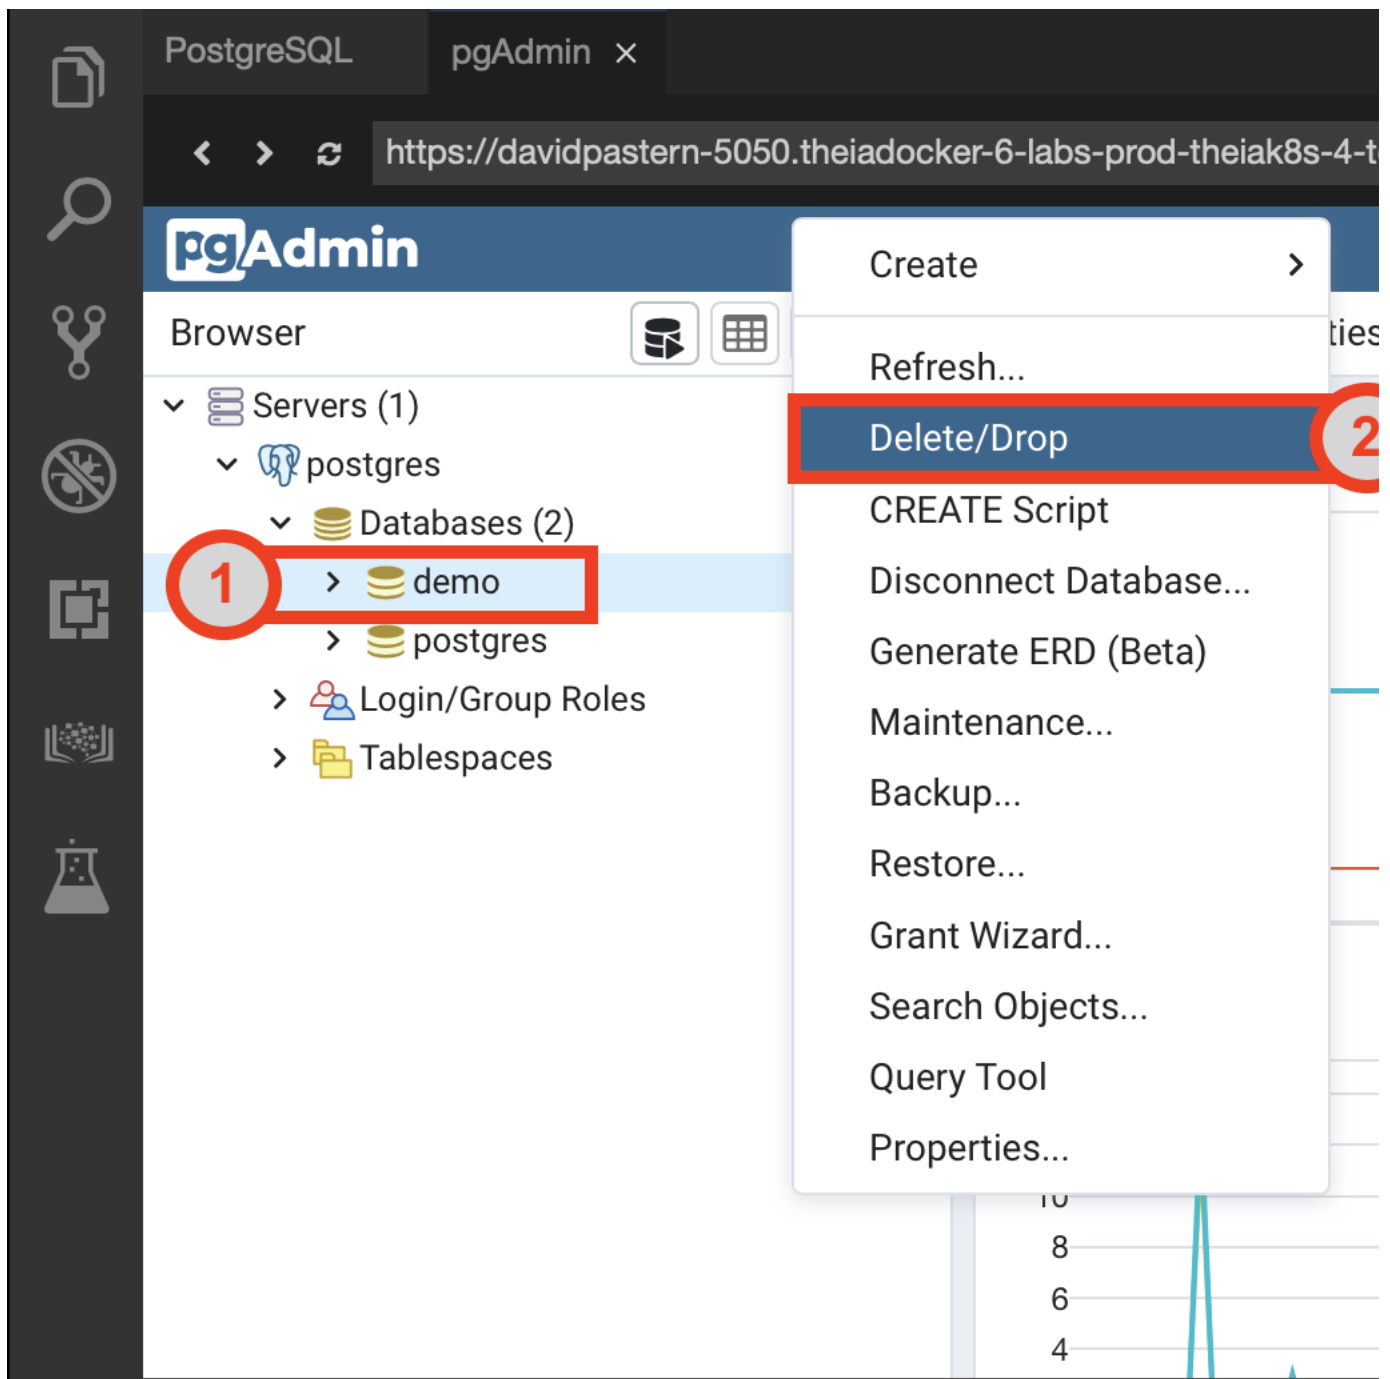 PostgreSQL
pgAdmin
https://davidpastern-5050.theiadocker-6-labs-prod-theiak8s-4-t
pgAdmin
Browser
Servers (1)
postgres
Databases (2)
1
demo
postgres
Login/Group Roles
Tablespaces
Create
Refresh...
Delete/Drop
2
CREATE Script
Disconnect Database...
Generate ERD (Beta)
Maintenance...
Backup...
Restore...
Grant Wizard...
Search Objects...
Query Tool
Properties...
ties
10
8
6
4